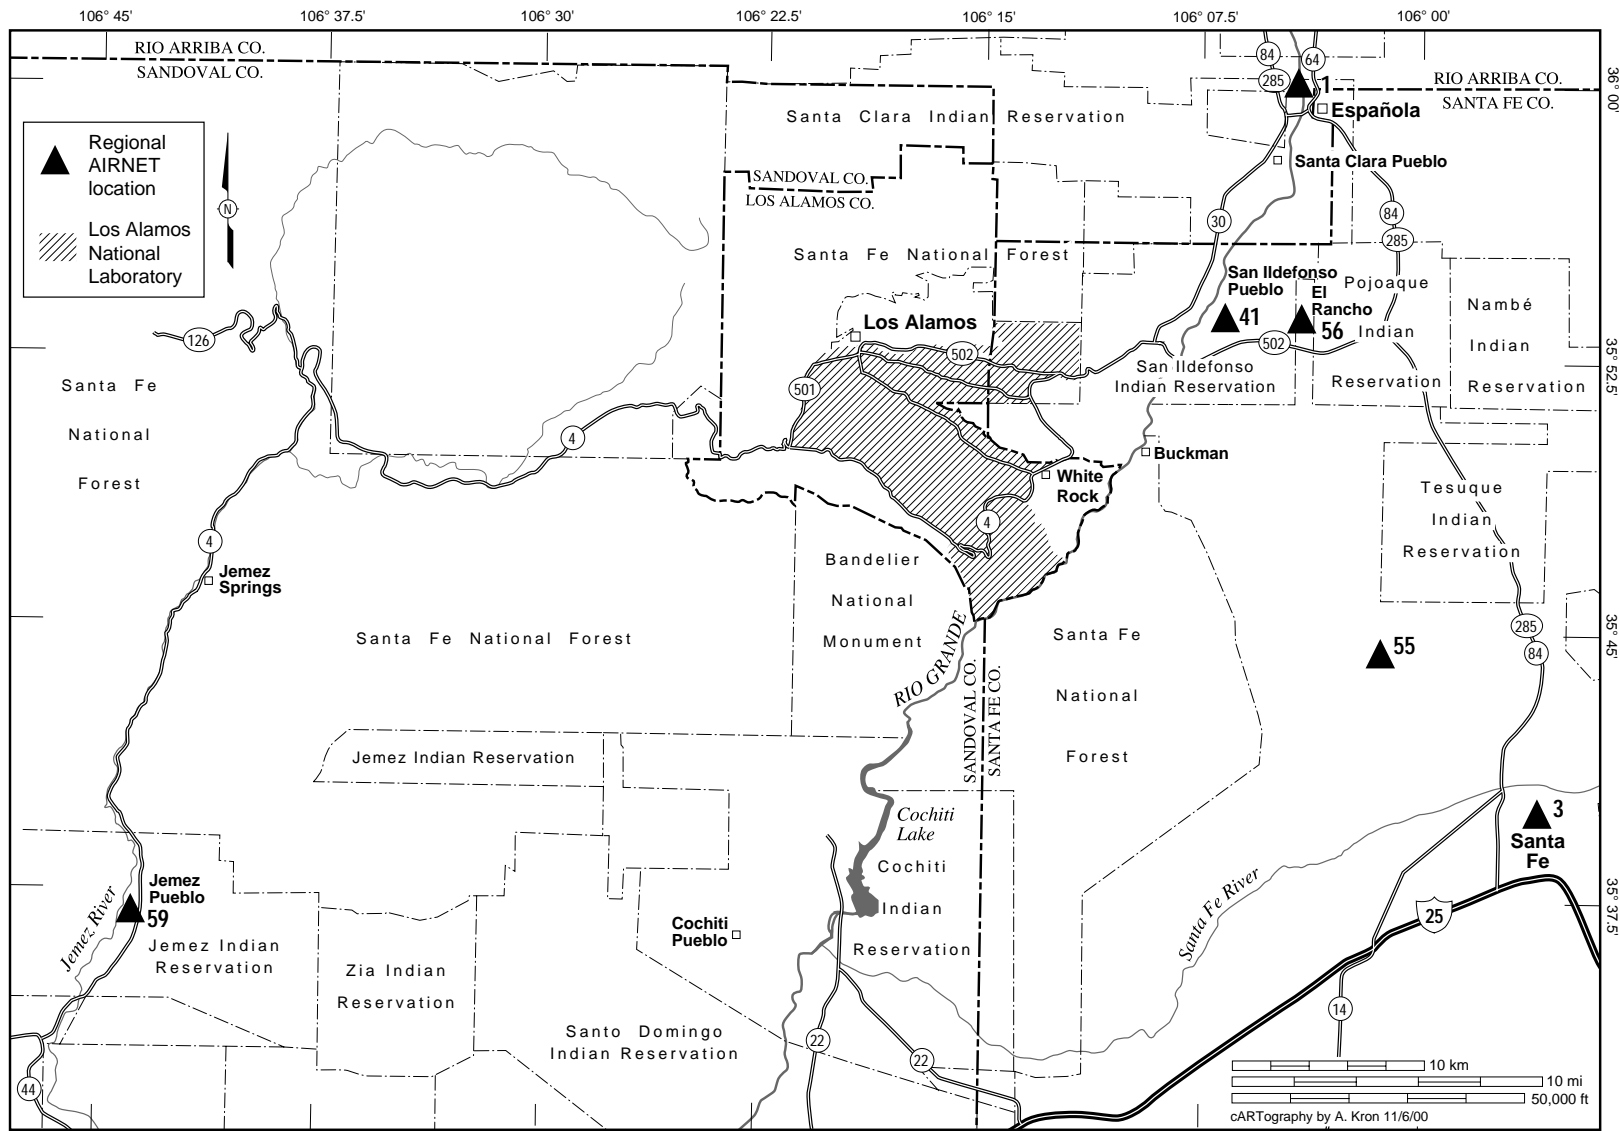 106° 45'
106° 37.5'
106° 30'
106° 22.5'
106° 15'
106° 07.5'
106° 00'
RIO ARRIBA CO.
SANDOVAL CO.
84
64
285
1
RIO ARRIBA CO.
SANTA FE CO.
36° 00'
Española
Santa Clara Indian Reservation
Regional
AIRNET
location
N
Los Alamos
National
Laboratory
Santa Clara Pueblo
SANDOVAL CO.
LOS ALAMOS CO.
30
84
285
Santa Fe National Forest
San Ildefonso
Pueblo
41
El
Rancho
56
Pojoaque
Indian
Reservation
Nambé
Indian
Reservation
Los Alamos
126
502
502
501
San Ildefonso
Indian Reservation
35° 52.5'
Santa Fe
National
Forest
4
Buckman
White
Rock
4
Tesuque
Indian
Reservation
4
Jemez
Springs
Bandelier
National
Monument
Santa Fe National Forest
RIO GRANDE
SANDOVAL CO.
SANTA FE CO.
Santa Fe
National
Forest
285
84
55
35° 45'
Jemez Indian Reservation
Cochiti
Lake
3
Santa
Fe
Cochiti
Indian
Reservation
Jemez
Pueblo
59
Jemez River
Jemez Indian
Reservation
Cochiti
Pueblo
Santa Fe River
25
35° 37.5'
Zia Indian
Reservation
Santo Domingo
Indian Reservation
14
22
22
44
10 km
10 mi
50,000 ft
cARTography by A. Kron 11/6/00